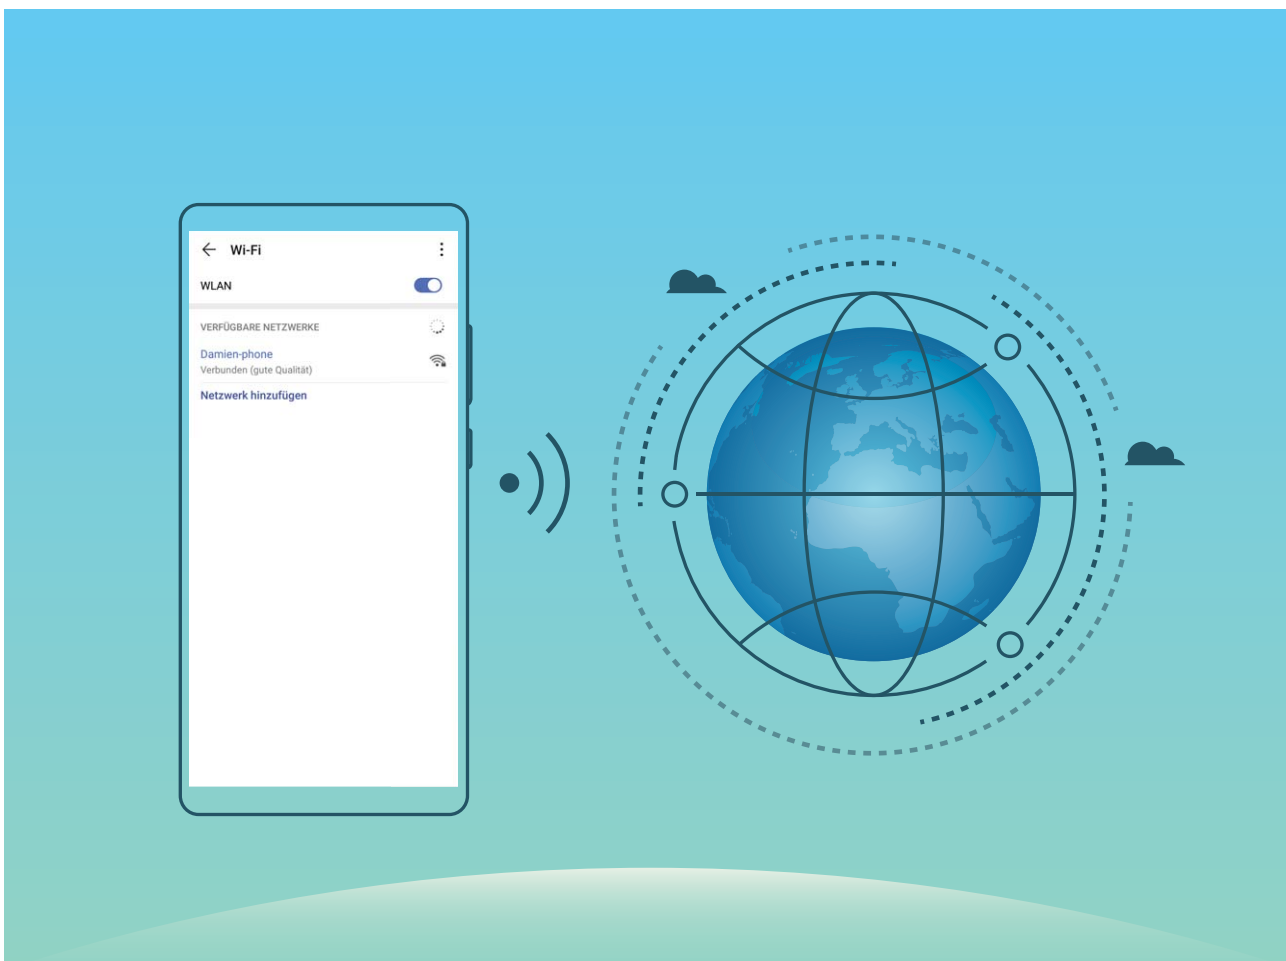 Wi-Fi
WLAN
VERFÜGBARE NETZWERKE
Damien-phone
Verbunden (gute Qualität)
Netzwerk hinzufügen